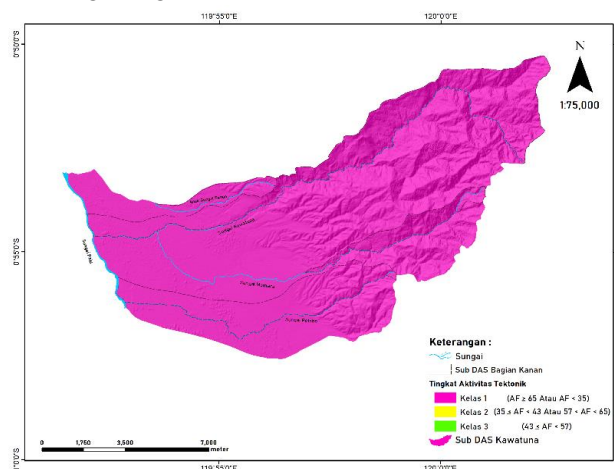 119°55'0"E
120°0'0"E
0°50'0"S
N
1:75,000
Sungai Kawatuna
Sungai Palu
0°55'0"S
Keterangan :
Sungai
Sub DAS Bagian Kanan
Tingkat Aktivitas Tektonik
Kelas 1 (AF ≥ 65 Atau AF < 35)
Kelas 2 (35 ≤ AF < 43 Atau 57 < AF < 65)
Kelas 3 (43 ≤ AF < 57)
Sub DAS Kawatuna
0 1,750 3,500 7,000
meter
1°0'0"S
119°55'0"E
120°0'0"E